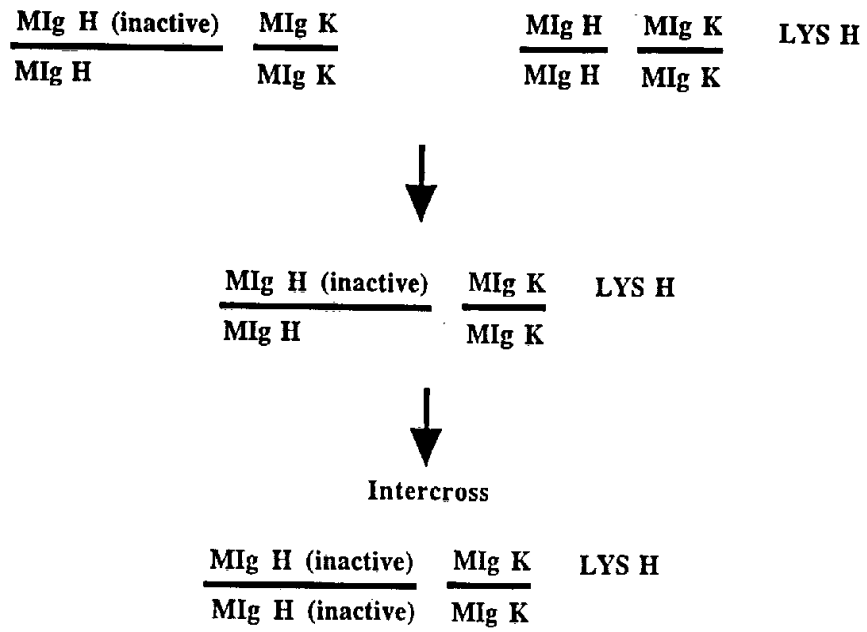 MIg H (inactive) MIg K MIg H MIg K LYS H
MIg H MIg K MIg H MIg K
MIg H (inactive) MIg K LYS H
MIg H MIg K
Intercross
MIg H (inactive) MIg K LYS H
MIg H (inactive) MIg K